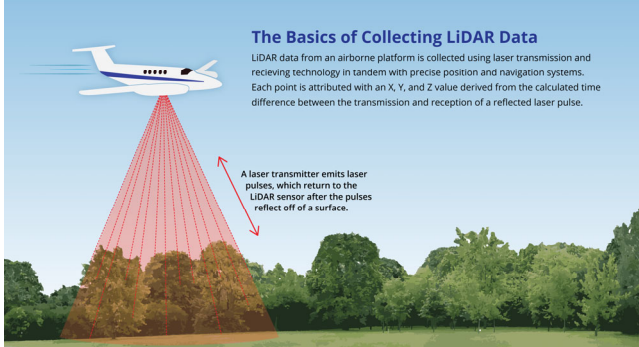 The Basics of Collecting LiDAR Data
LiDAR data from an airborne platform is collected using laser transmission and
recieving technology in tandem with precise position and navigation systems.
Each point is attributed with an X, Y, and Z value derived from the calculated time
difference between the transmission and reception of a reflected laser pulse.
A laser transmitter emits laser
pulses, which return to the
LiDAR sensor after the pulses
reflect off of a surface.